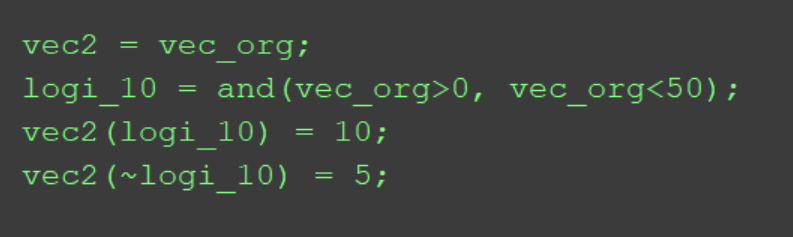 vec2 = vec_org;
logi_10 = and(vec_org>0, vec_org<50);
vec2(logi_10) = 10;
vec2(~logi_10) = 5;